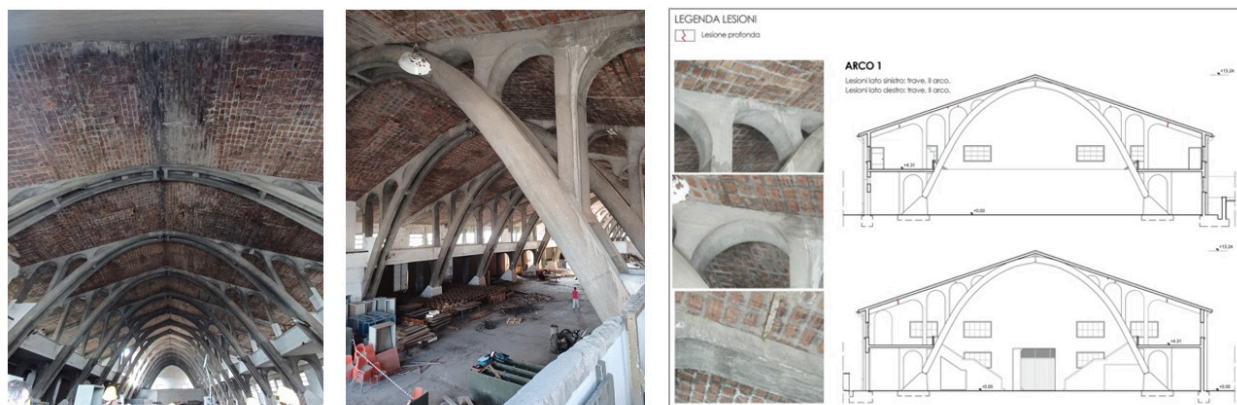 LEGENDA LESIONI
Lesione profonda
ARCO 1
Lesioni lato sinistro: trave, II arco.
Lesioni lato destro: trave, II arco.
+13,24
+4,31
+0,00
+13,24
+4,31
+0,00
+0,00